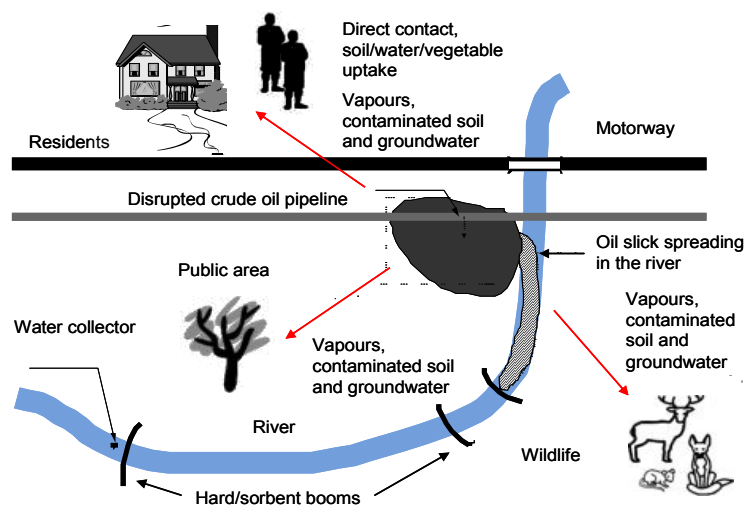 Direct contact,
soil/water/vegetable
uptake
Vapours,
contaminated soil
and groundwater
Residents
Motorway
Disrupted crude oil pipeline
Oil slick spreading
in the river
Public area
Vapours,
contaminated
soil and
groundwater
Water collector
Vapours,
contaminated soil
and groundwater
River
Wildlife
Hard/sorbent booms